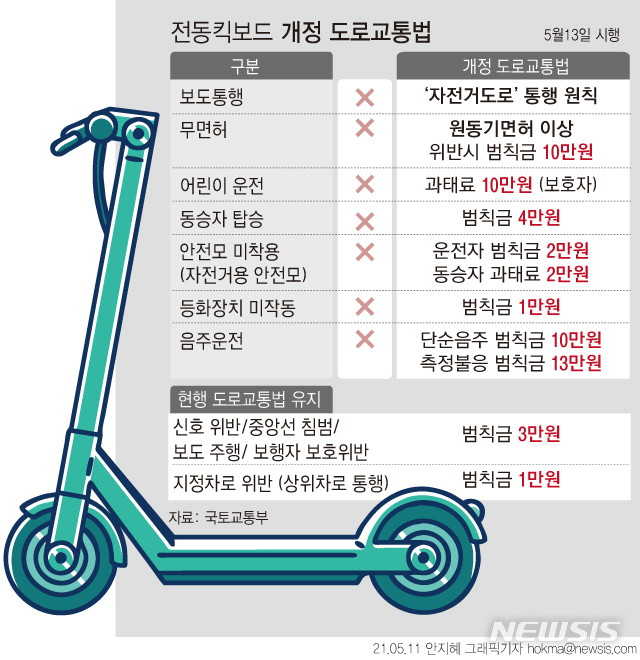 전동킥보드 개정 도로교통법
5월13일 시행
구분
개정 도로교통법
보도통행 × ‘자전거도로’ 통행 원칙
무면허 × 원동기면허 이상
위반시 범칙금 10만원
어린이 운전 × 과태료 10만원 (보호자)
동승자 탑승 × 범칙금 4만원
안전모 미착용 × 운전자 범칙금 2만원
(자전거용 안전모) 동승자 과태료 2만원
등화장치 미작동 × 범칙금 1만원
음주운전 × 단순음주 범칙금 10만원
측정불응 범칙금 13만원
현행 도로교통법 유지
신호 위반/중앙선 침범/
보도 주행/ 보행자 보호위반
범칙금 3만원
지정차로 위반 (상위차로 통행) 범칙금 1만원
자료: 국토교통부
NEWSIS
21.05.11 안지혜 그래픽기자 hokma@newsis.com